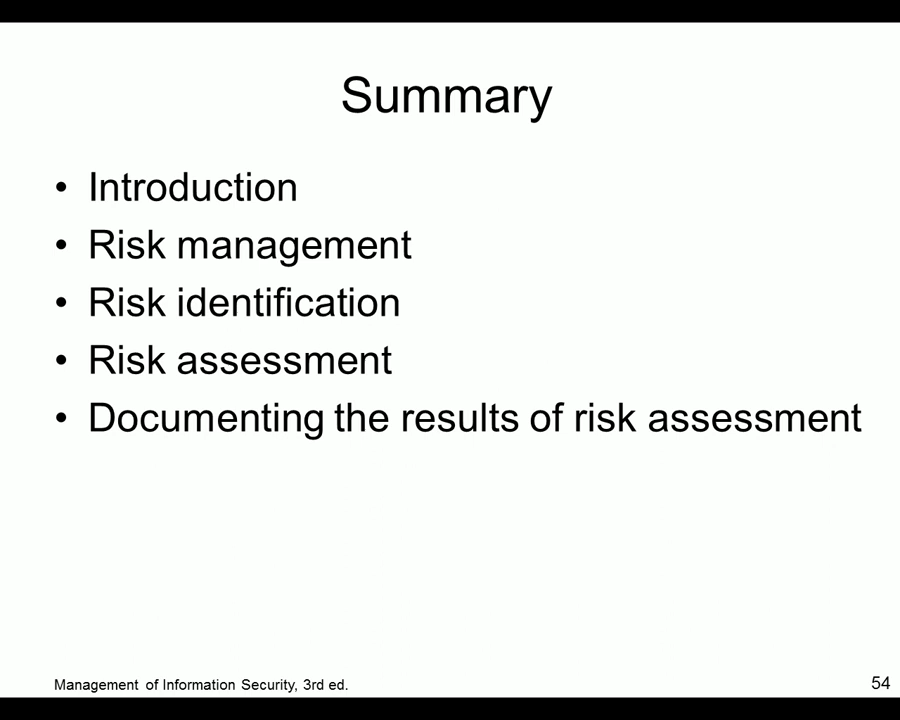 Summary
• Introduction
• Risk management
• Risk identification
• Risk assessment
• Documenting the results of risk assessment
Management of Information Security, 3rd ed.
54